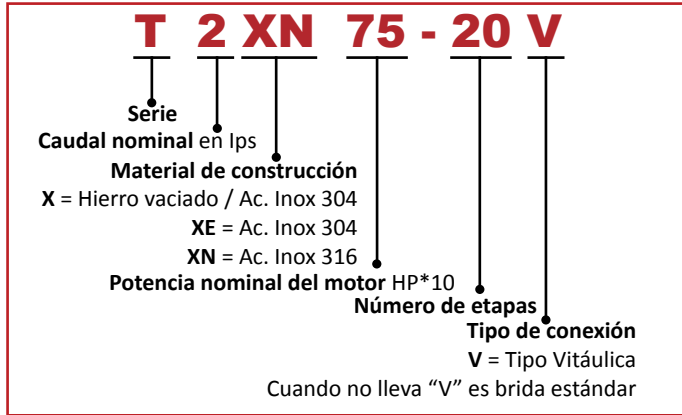 T 2 XN 75 - 20 V
Serie
Caudal nominal en lps
Material de construcción
X = Hierro vaciado / Ac. Inox 304
XE = Ac. Inox 304
XN = Ac. Inox 316
Potencia nominal del motor HP*10
Número de etapas
Tipo de conexión
V = Tipo Vitáulica
Cuando no lleva “V” es brida estándar